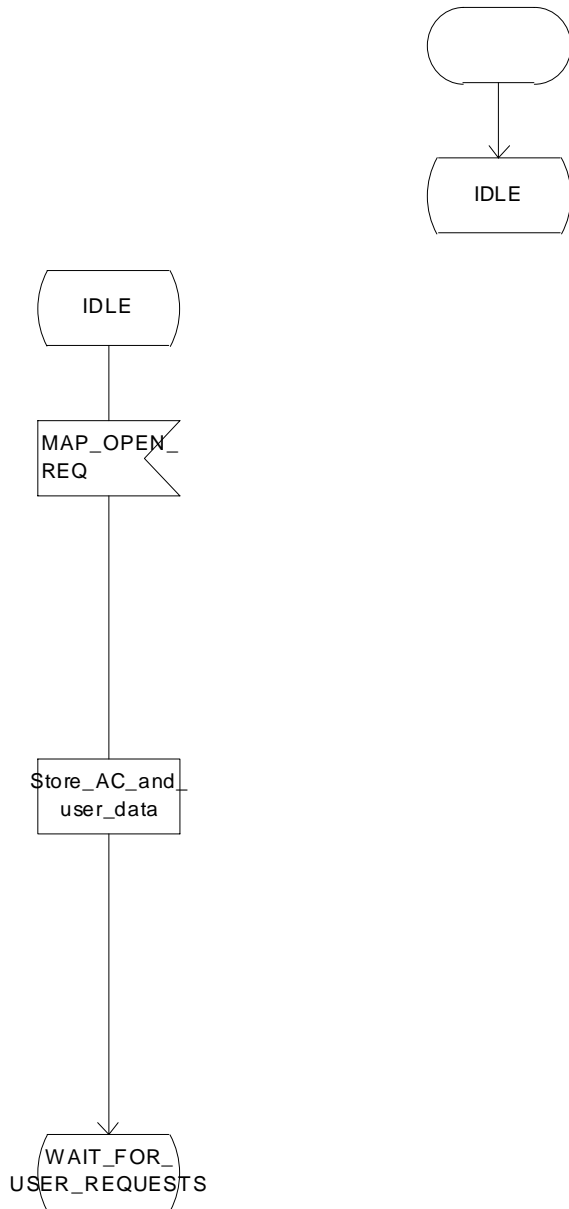 IDLE
IDLE
MAP_OPEN_
REQ
Store_AC_and_
user_data
WAIT_FOR_
USER_REQUESTS